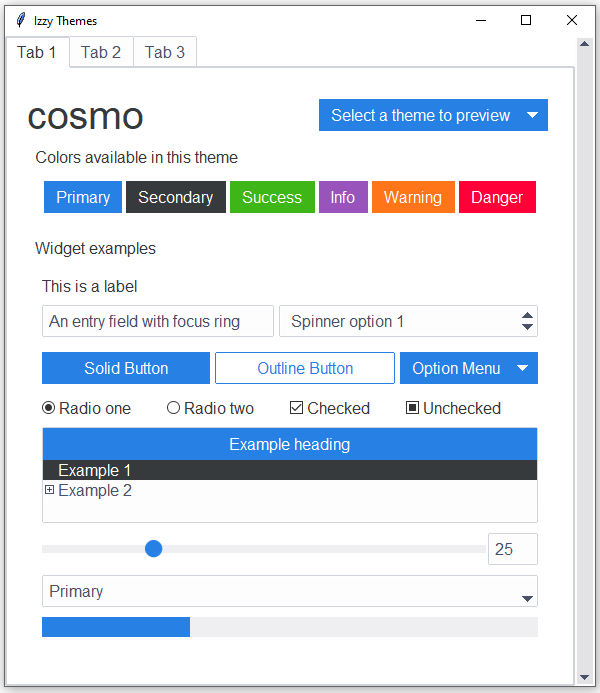 Izzy Themes
Tab 1 Tab 2 Tab 3
cosmo
Select a theme to preview
Colors available in this theme
Primary Secondary Success Info Warning Danger
Widget examples
This is a label
An entry field with focus ring Spinner option 1
Solid Button Outline Button Option Menu
Radio one Radio two Checked Unchecked
Example heading
Example 1
Example 2
25
Primary